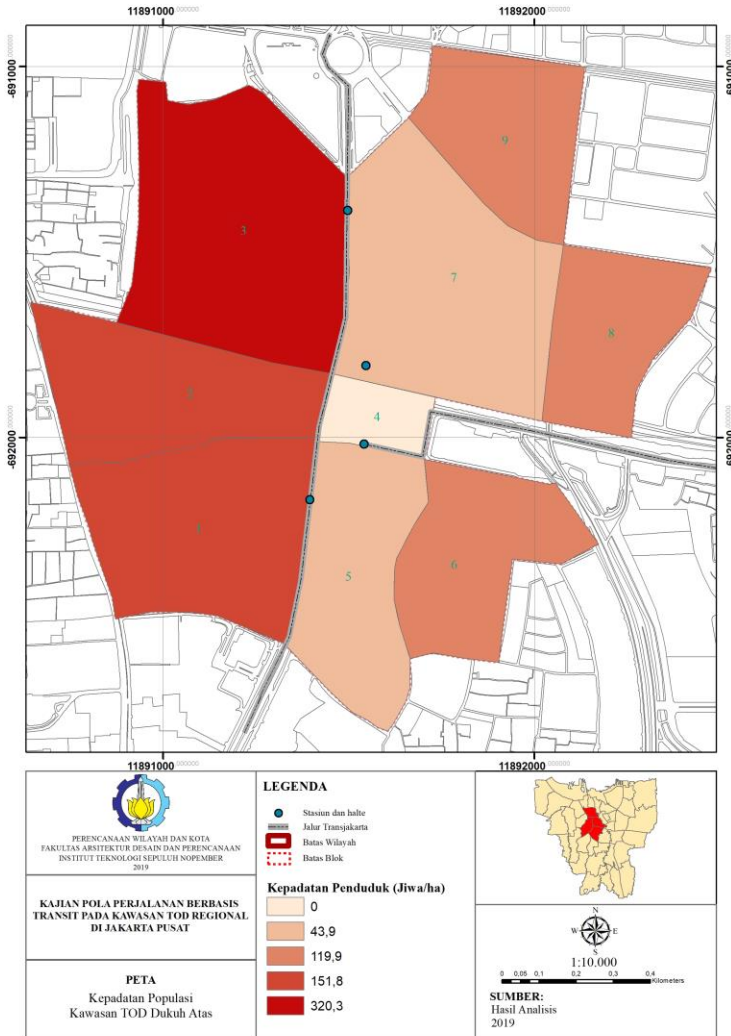 11891000
11892000
-691000
-691000
9
3
7
8
4
-692000
-692000
5
6
11891000
11892000
PERENCANAAN WILAYAH DAN KOTA
FAKULTAS ARSITEKTUR DESAIN DAN PERENCANAAN
INSTITUT TEKNOLOGI SEPULUH NOPEMBER
2019
KAJIAN POLA PERJALANAN BERBASIS
TRANSIT PADA KAWASAN TOD REGIONAL
DI JAKARTA PUSAT
PETA
Kepadatan Populasi
Kawasan TOD Dukuh Atas
LEGENDA
Stasiun dan halte
Jalur Transjakarta
Batas Wilayah
Batas Blok
Kepadatan Penduduk (Jiwa/ha)
0
43,9
119,9
151,8
320,3
N
W E
S
1:10.000
0 0,05 0,1 0,2 0,3 0,4
Kilometers
SUMBER:
Hasil Analisis
2019